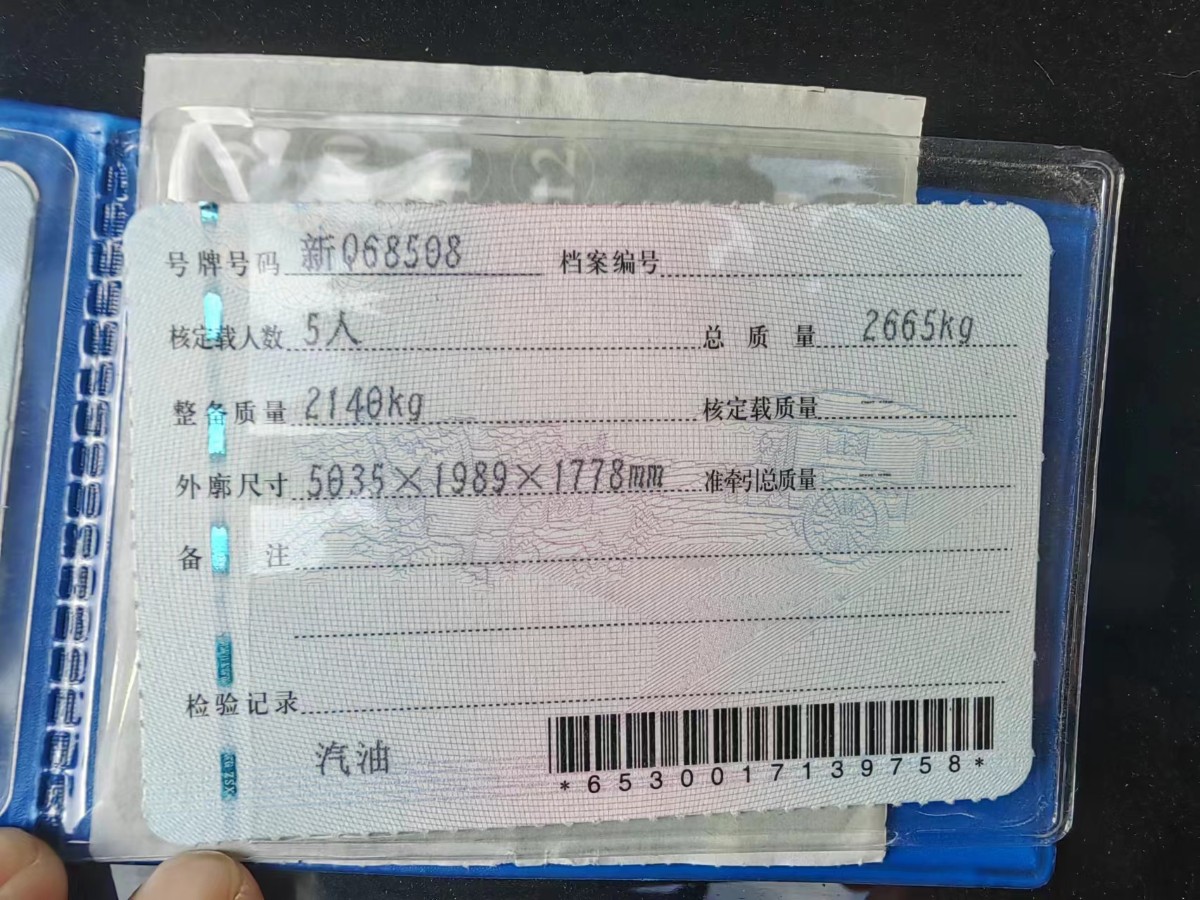 号牌号码 新Q68508 档案编号
核定载人数 5人 总质量 2665kg
整备质量 2140kg 核定载质量 --
外廓尺寸 5035×1989×1778mm 准牵引总质量 --
备注
检验记录
汽油
*6530017139758*